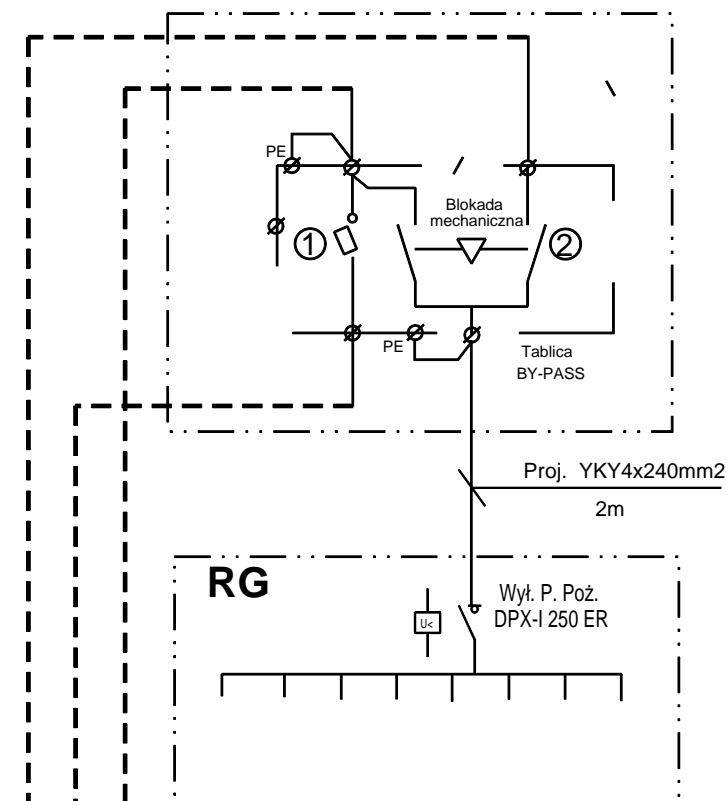 PE
Blokada
mechaniczna
1
2
PE
Tablica
BY-PASS
Proj. YKY4x240mm2
2m
RG
Wył. P. Poż.
DPX-I 250 ER
U<